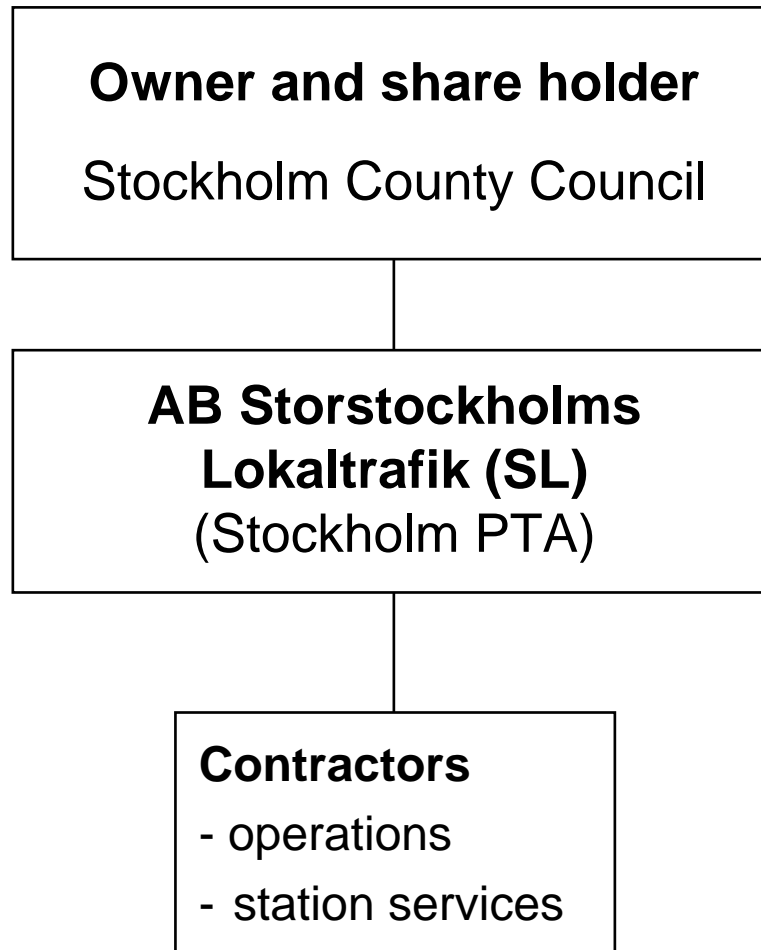 Owner and share holder
Stockholm County Council
AB Storstockholms
Lokaltrafik (SL)
(Stockholm PTA)
Contractors
- operations
- station services